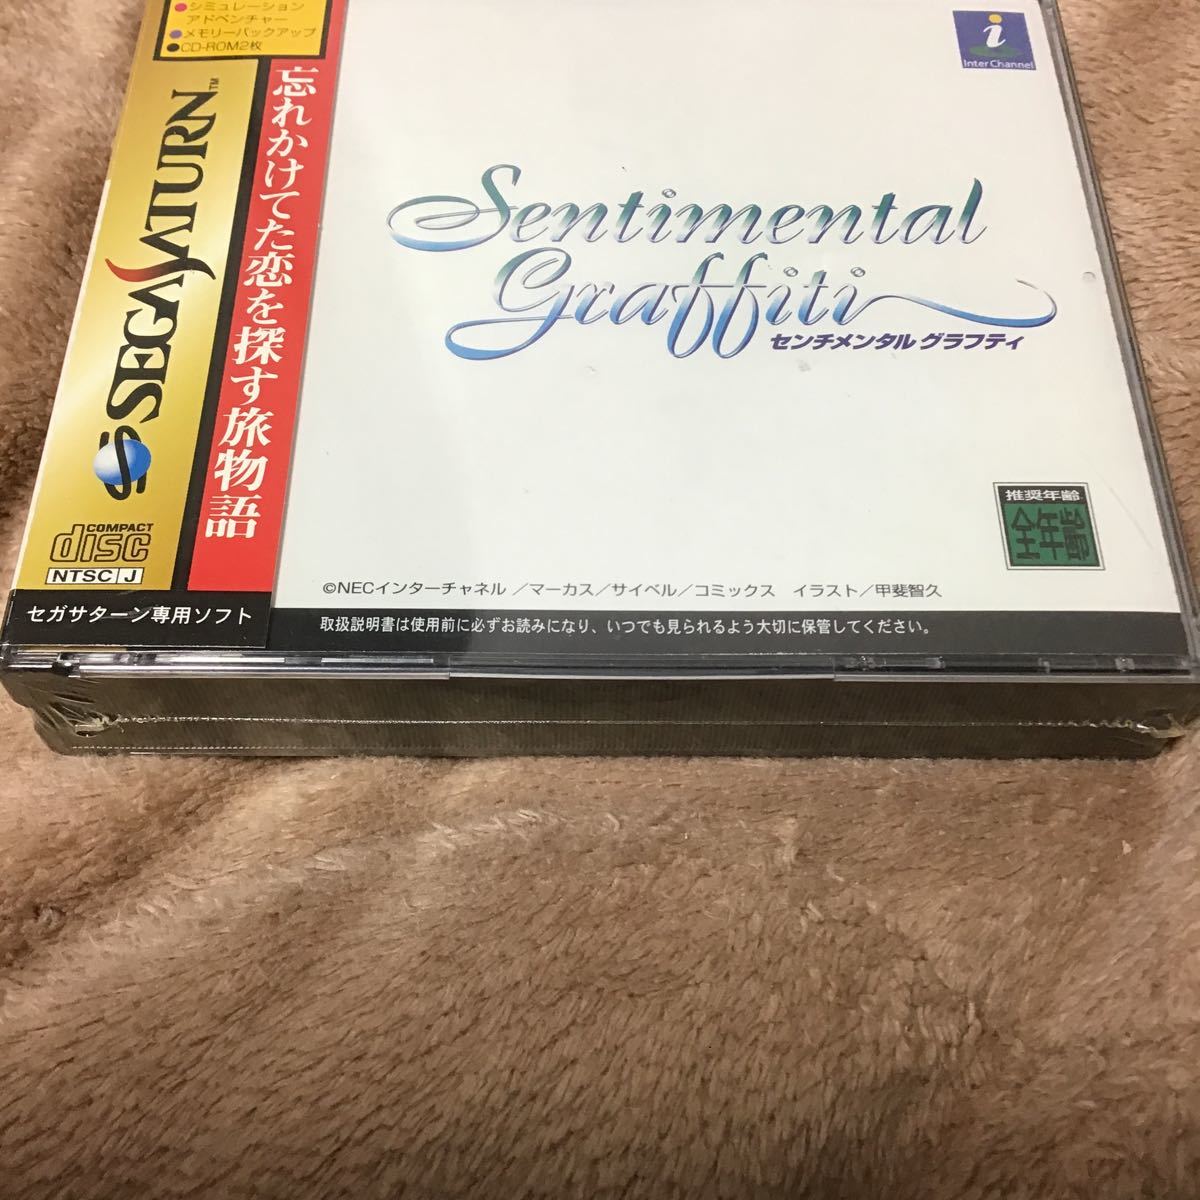 ●シミュレーション
アドベンチャー
●メモリーバックアップ
●CD-ROM2枚
SEGA SATURN™
忘れかけてた恋を探す旅物語
COMPACT
disc
NTSC J
セガサターン専用ソフト
i
Inter Channel
Sentimental
Graffiti
センチメンタル グラフティ
推奨年齢
全年齢
©NECインターチャネル ／マーカス／サイベル／コミックス イラスト／甲斐智久
取扱説明書は使用前に必ずお読みになり、いつでも見られるよう大切に保管してください。